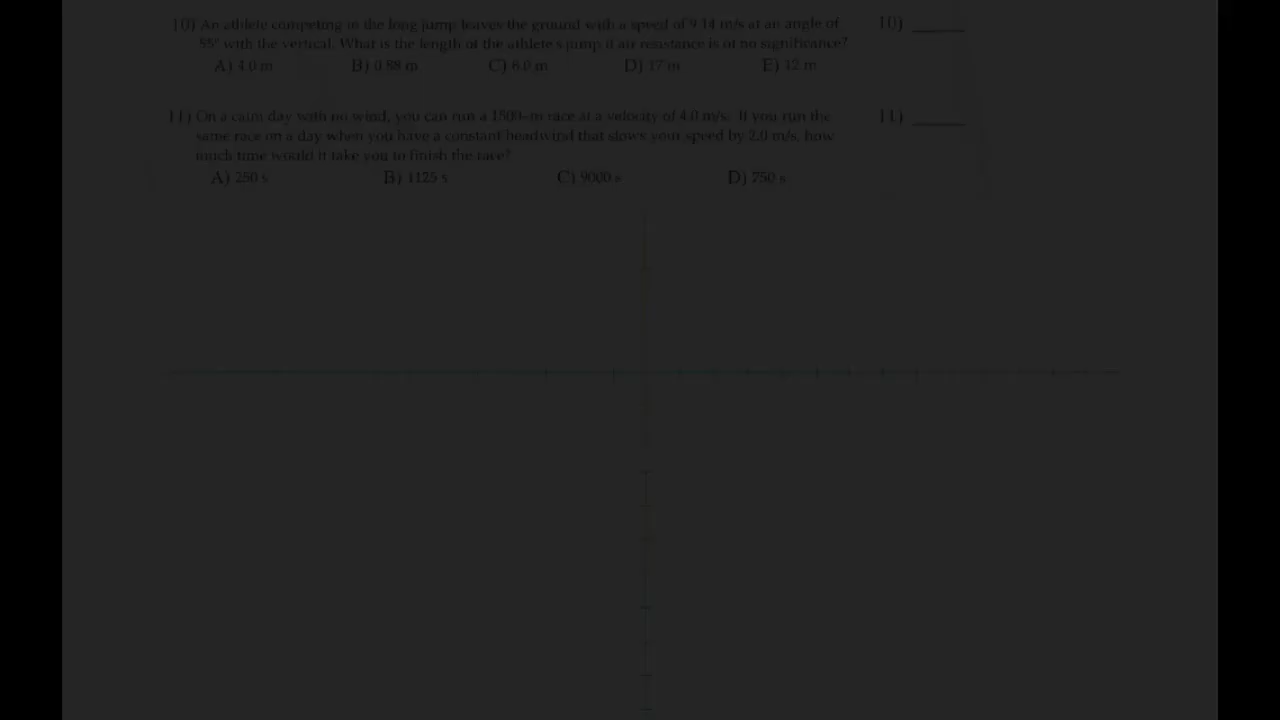 10) An athlete competing in the long jump leaves the ground with a speed of 9.14 m/s at an angle of 10) ______
55° with the vertical. What is the length of the athlete's jump if air resistance is of no significance?
A) 4.0 m B) 0.88 m C) 8.0 m D) 17 m E) 12 m
11) On a calm day with no wind, you can run a 1500-m race at a velocity of 4.0 m/s. If you run the 11) ______
same race on a day when you have a constant headwind that slows your speed by 2.0 m/s, how
much time would it take you to finish the race?
A) 250 s B) 1125 s C) 9000 s D) 750 s